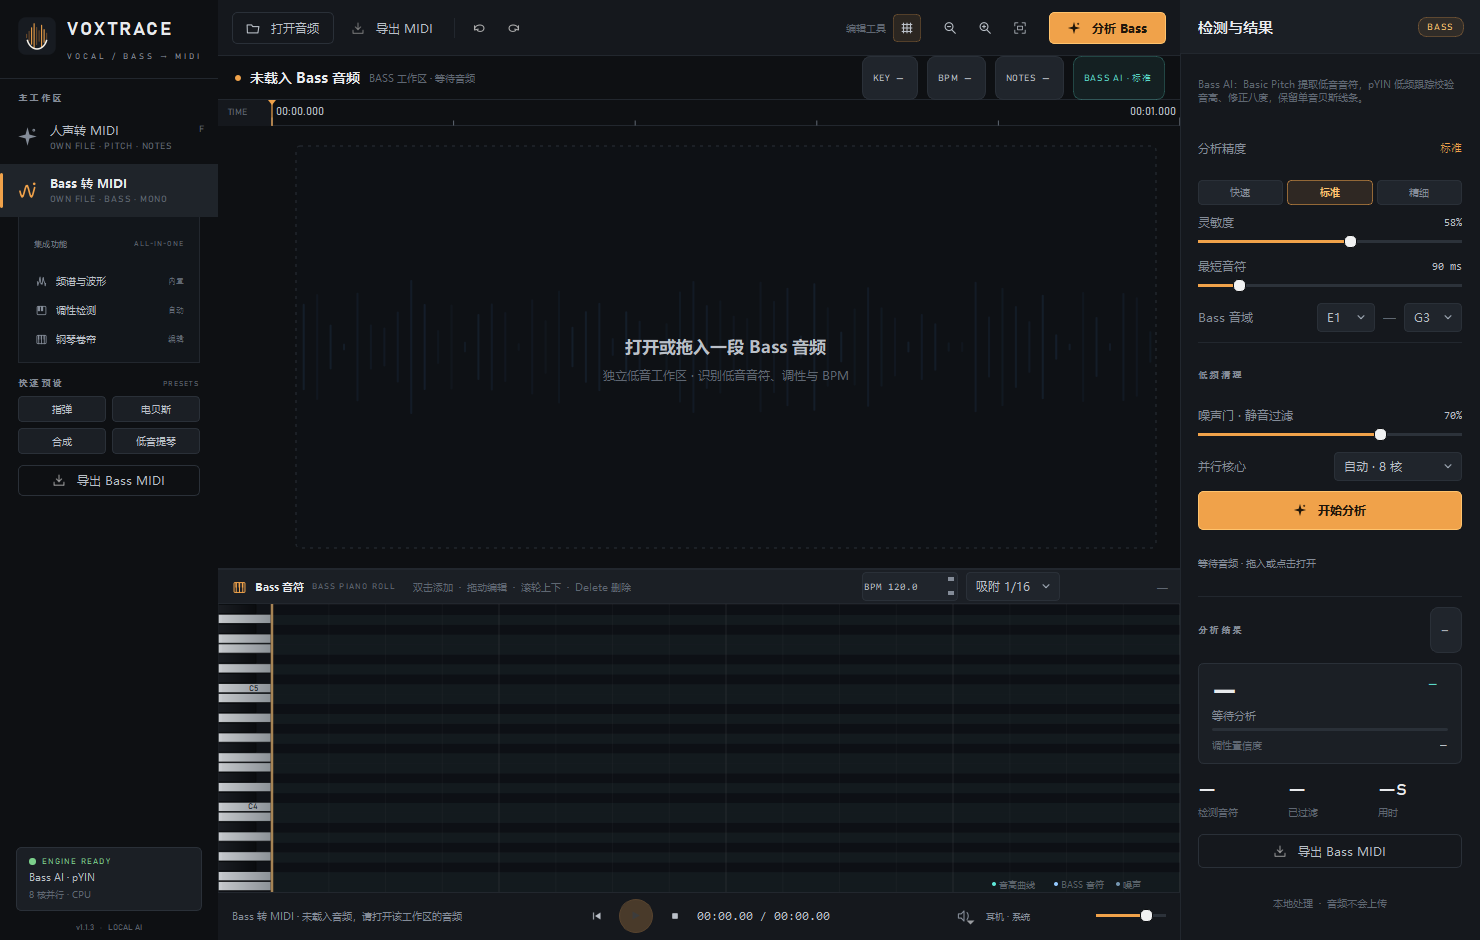 VOXTRACE
VOCAL / BASS → MIDI
主工作区
人声转 MIDI
F
OWN FILE · PITCH · NOTES
Bass 转 MIDI
OWN FILE · BASS · MONO
集成功能 ALL-IN-ONE
频谱与波形 内置
调性检测 自动
钢琴卷帘 编辑
快速预设 PRESETS
指弹 电贝斯
合成 低音提琴
导出 Bass MIDI
ENGINE READY
Bass AI · pYIN
8 核并行 · CPU
v1.1.3 · LOCAL AI
打开音频 导出 MIDI 编辑工具 分析 Bass
未载入 Bass 音频 BASS 工作区 · 等待音频 KEY — BPM — NOTES — BASS AI · 标准
TIME 00:00.000 00:01.000
打开或拖入一段 Bass 音频
独立低音工作区 · 识别低音音符、调性与 BPM
Bass 音符 BASS PIANO ROLL 双击添加 · 拖动编辑 · 滚轮上下 · Delete 删除 BPM 120.0 吸附 1/16 —
C5
C4
音高曲线 BASS 音符 噪声
Bass 转 MIDI · 未载入音频，请打开该工作区的音频 00:00.00 / 00:00.00 耳机 · 系统
检测与结果 BASS
Bass AI：Basic Pitch 提取低音音符，pYIN 低频跟踪校验
音高、修正八度，保留单音贝斯线条。
分析精度 标准
快速 标准 精细
灵敏度 58%
最短音符 90 ms
Bass 音域 E1 — G3
低频清理
噪声门 · 静音过滤 70%
并行核心 自动 · 8 核
开始分析
等待音频 · 拖入或点击打开
分析结果 —
— —
等待分析
调性置信度 —
— — —S
检测音符 已过滤 用时
导出 Bass MIDI
本地处理 · 音频不会上传